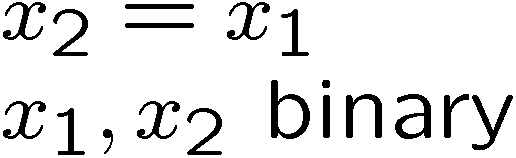 x₂ = x₁
x₁, x₂ binary